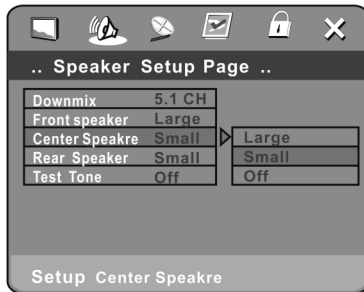 .. Speaker Setup Page ..
Downmix 5.1 CH
Front speaker Large
Center Speakre Small Large
Rear Speaker Small Small
Test Tone Off Off
Setup Center Speakre